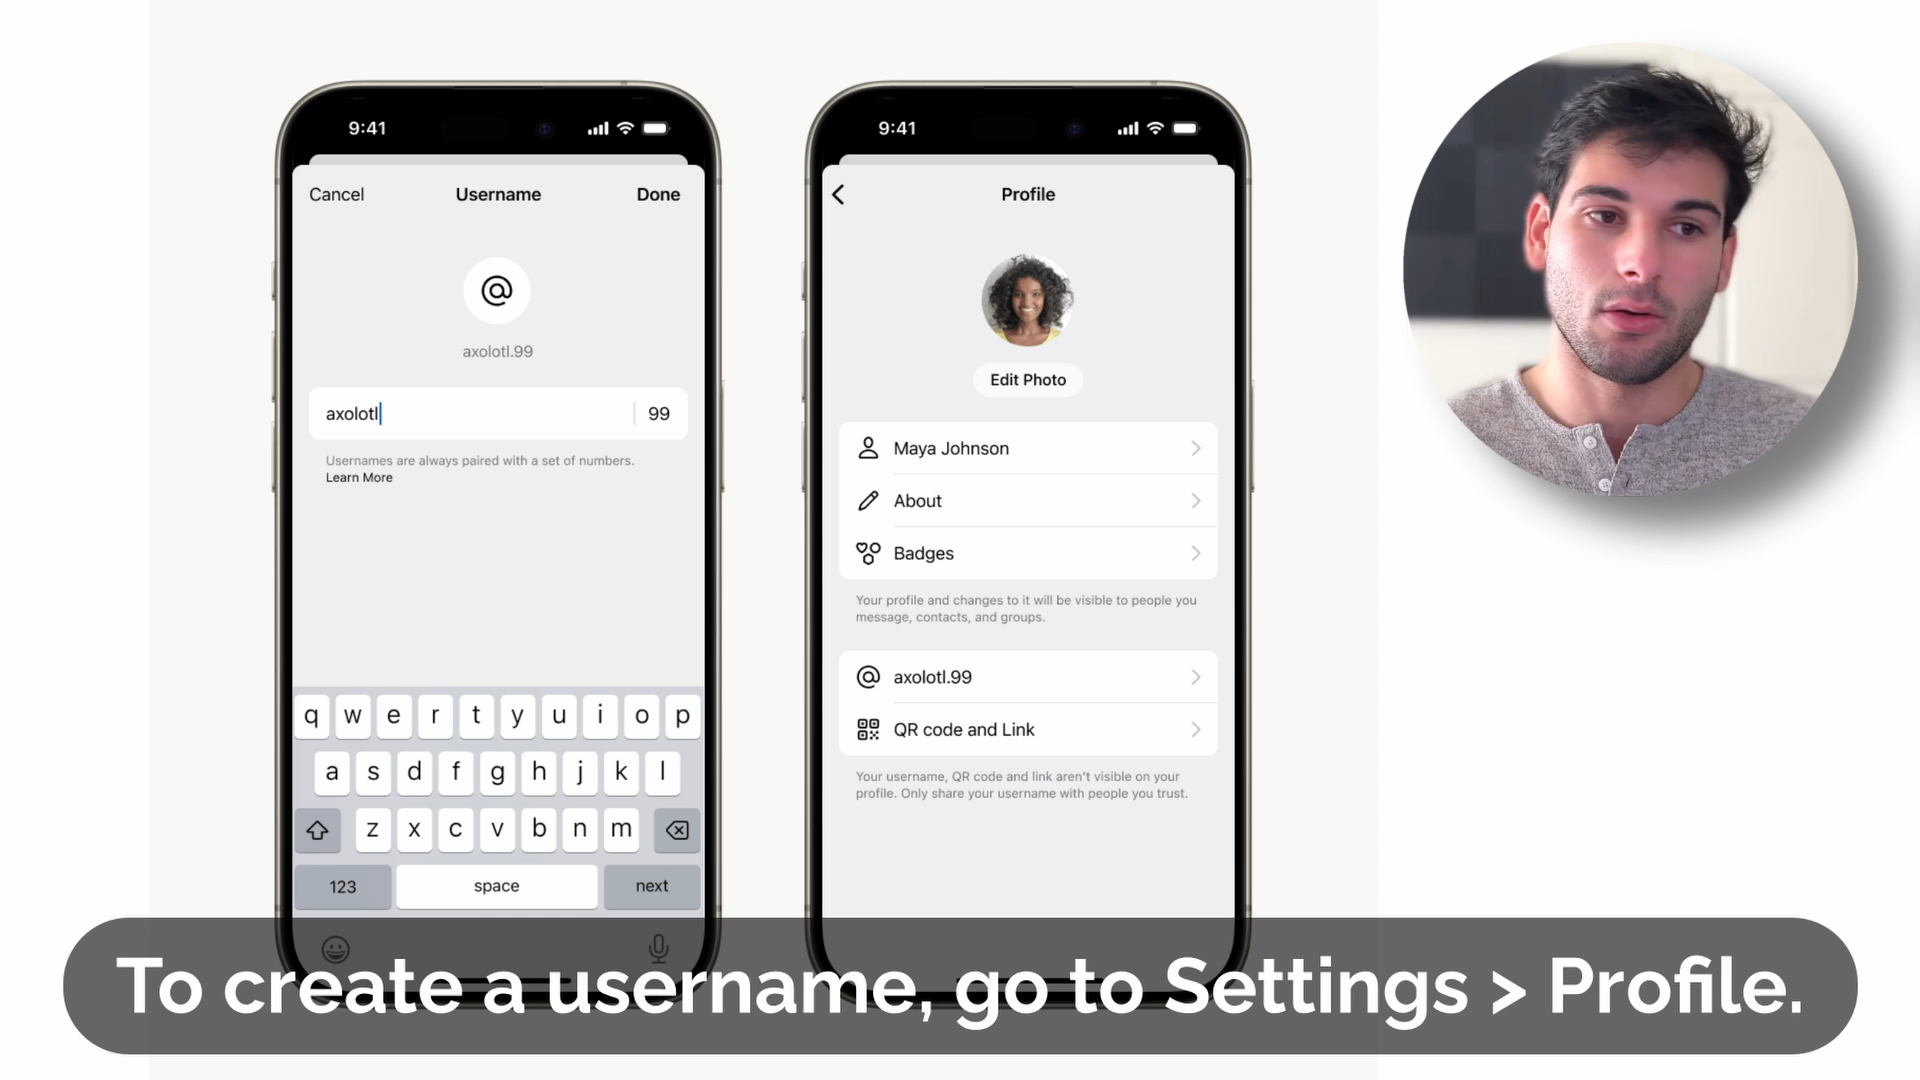 9:41
Cancel
Username
Done
@
axolotl.99
axolotl
99
Usernames are always paired with a set of numbers.
Learn More
q w e r t y u i o p
a s d f g h j k l
z x c v b n m
123
space
next
9:41
Profile
Edit Photo
Maya Johnson
About
Badges
Your profile and changes to it will be visible to people you
message, contacts, and groups.
@ axolotl.99
QR code and Link
Your username, QR code and link aren't visible on your
profile. Only share your username with people you trust.
To create a username, go to Settings > Profile.